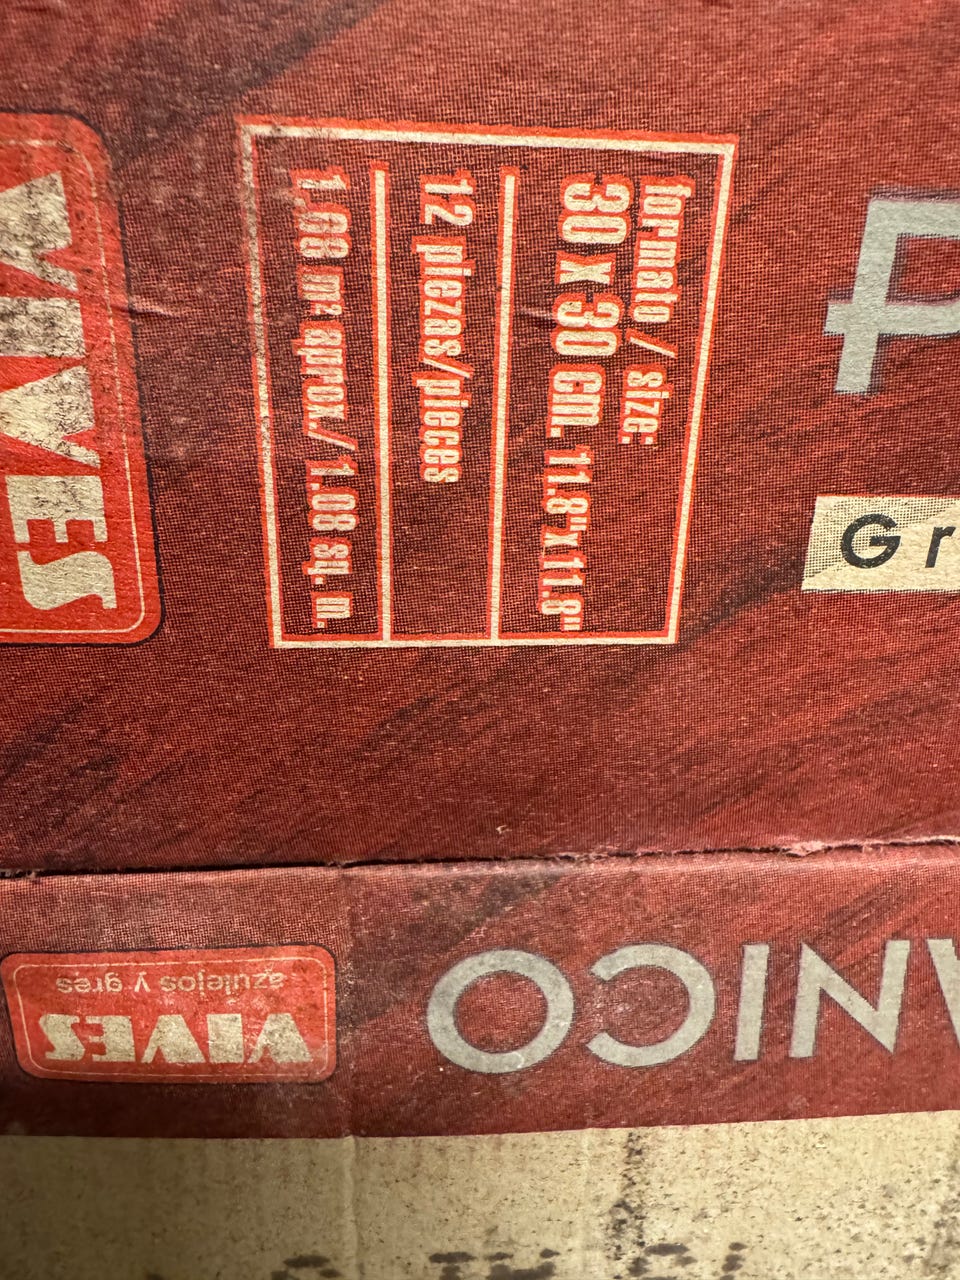 VIVES
formato / size:
30 x 30 cm. 11.8"x11.8"
12 piezas/pieces
1.08 m² aprox./ 1.08 sq. m.
Gr
ANICO
azulejos y gres
VIVES